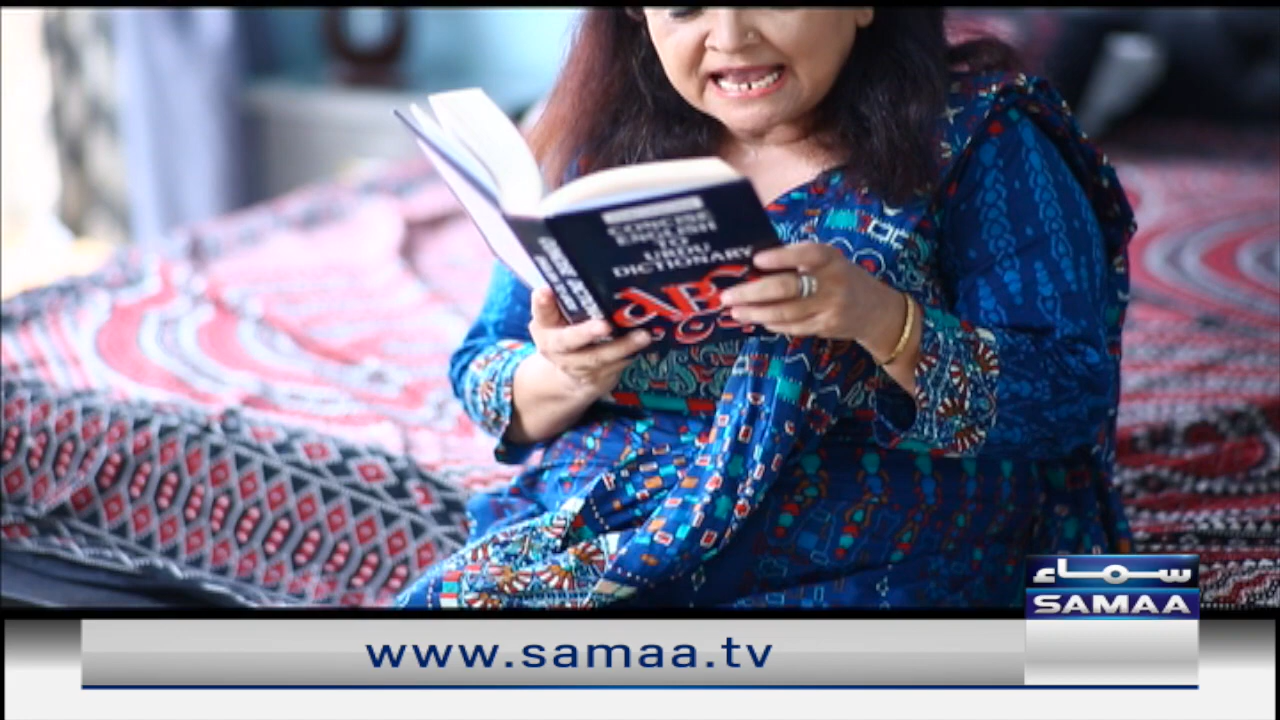 CONCISE
ENGLISH
TO
URDU
DICTIONARY
ABC
سماء
SAMAA
www.samaa.tv